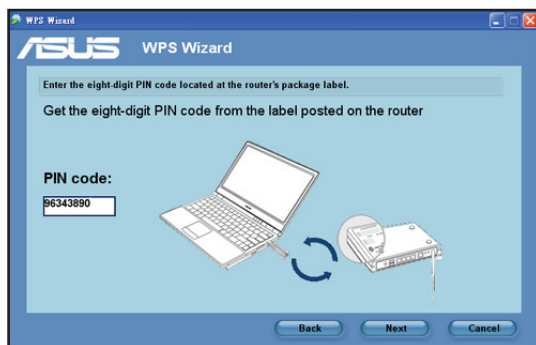 WPS Wizard
ASUS WPS Wizard
Enter the eight-digit PIN code located at the router's package label.
Get the eight-digit PIN code from the label posted on the router
PIN code:
96343890
Back Next Cancel